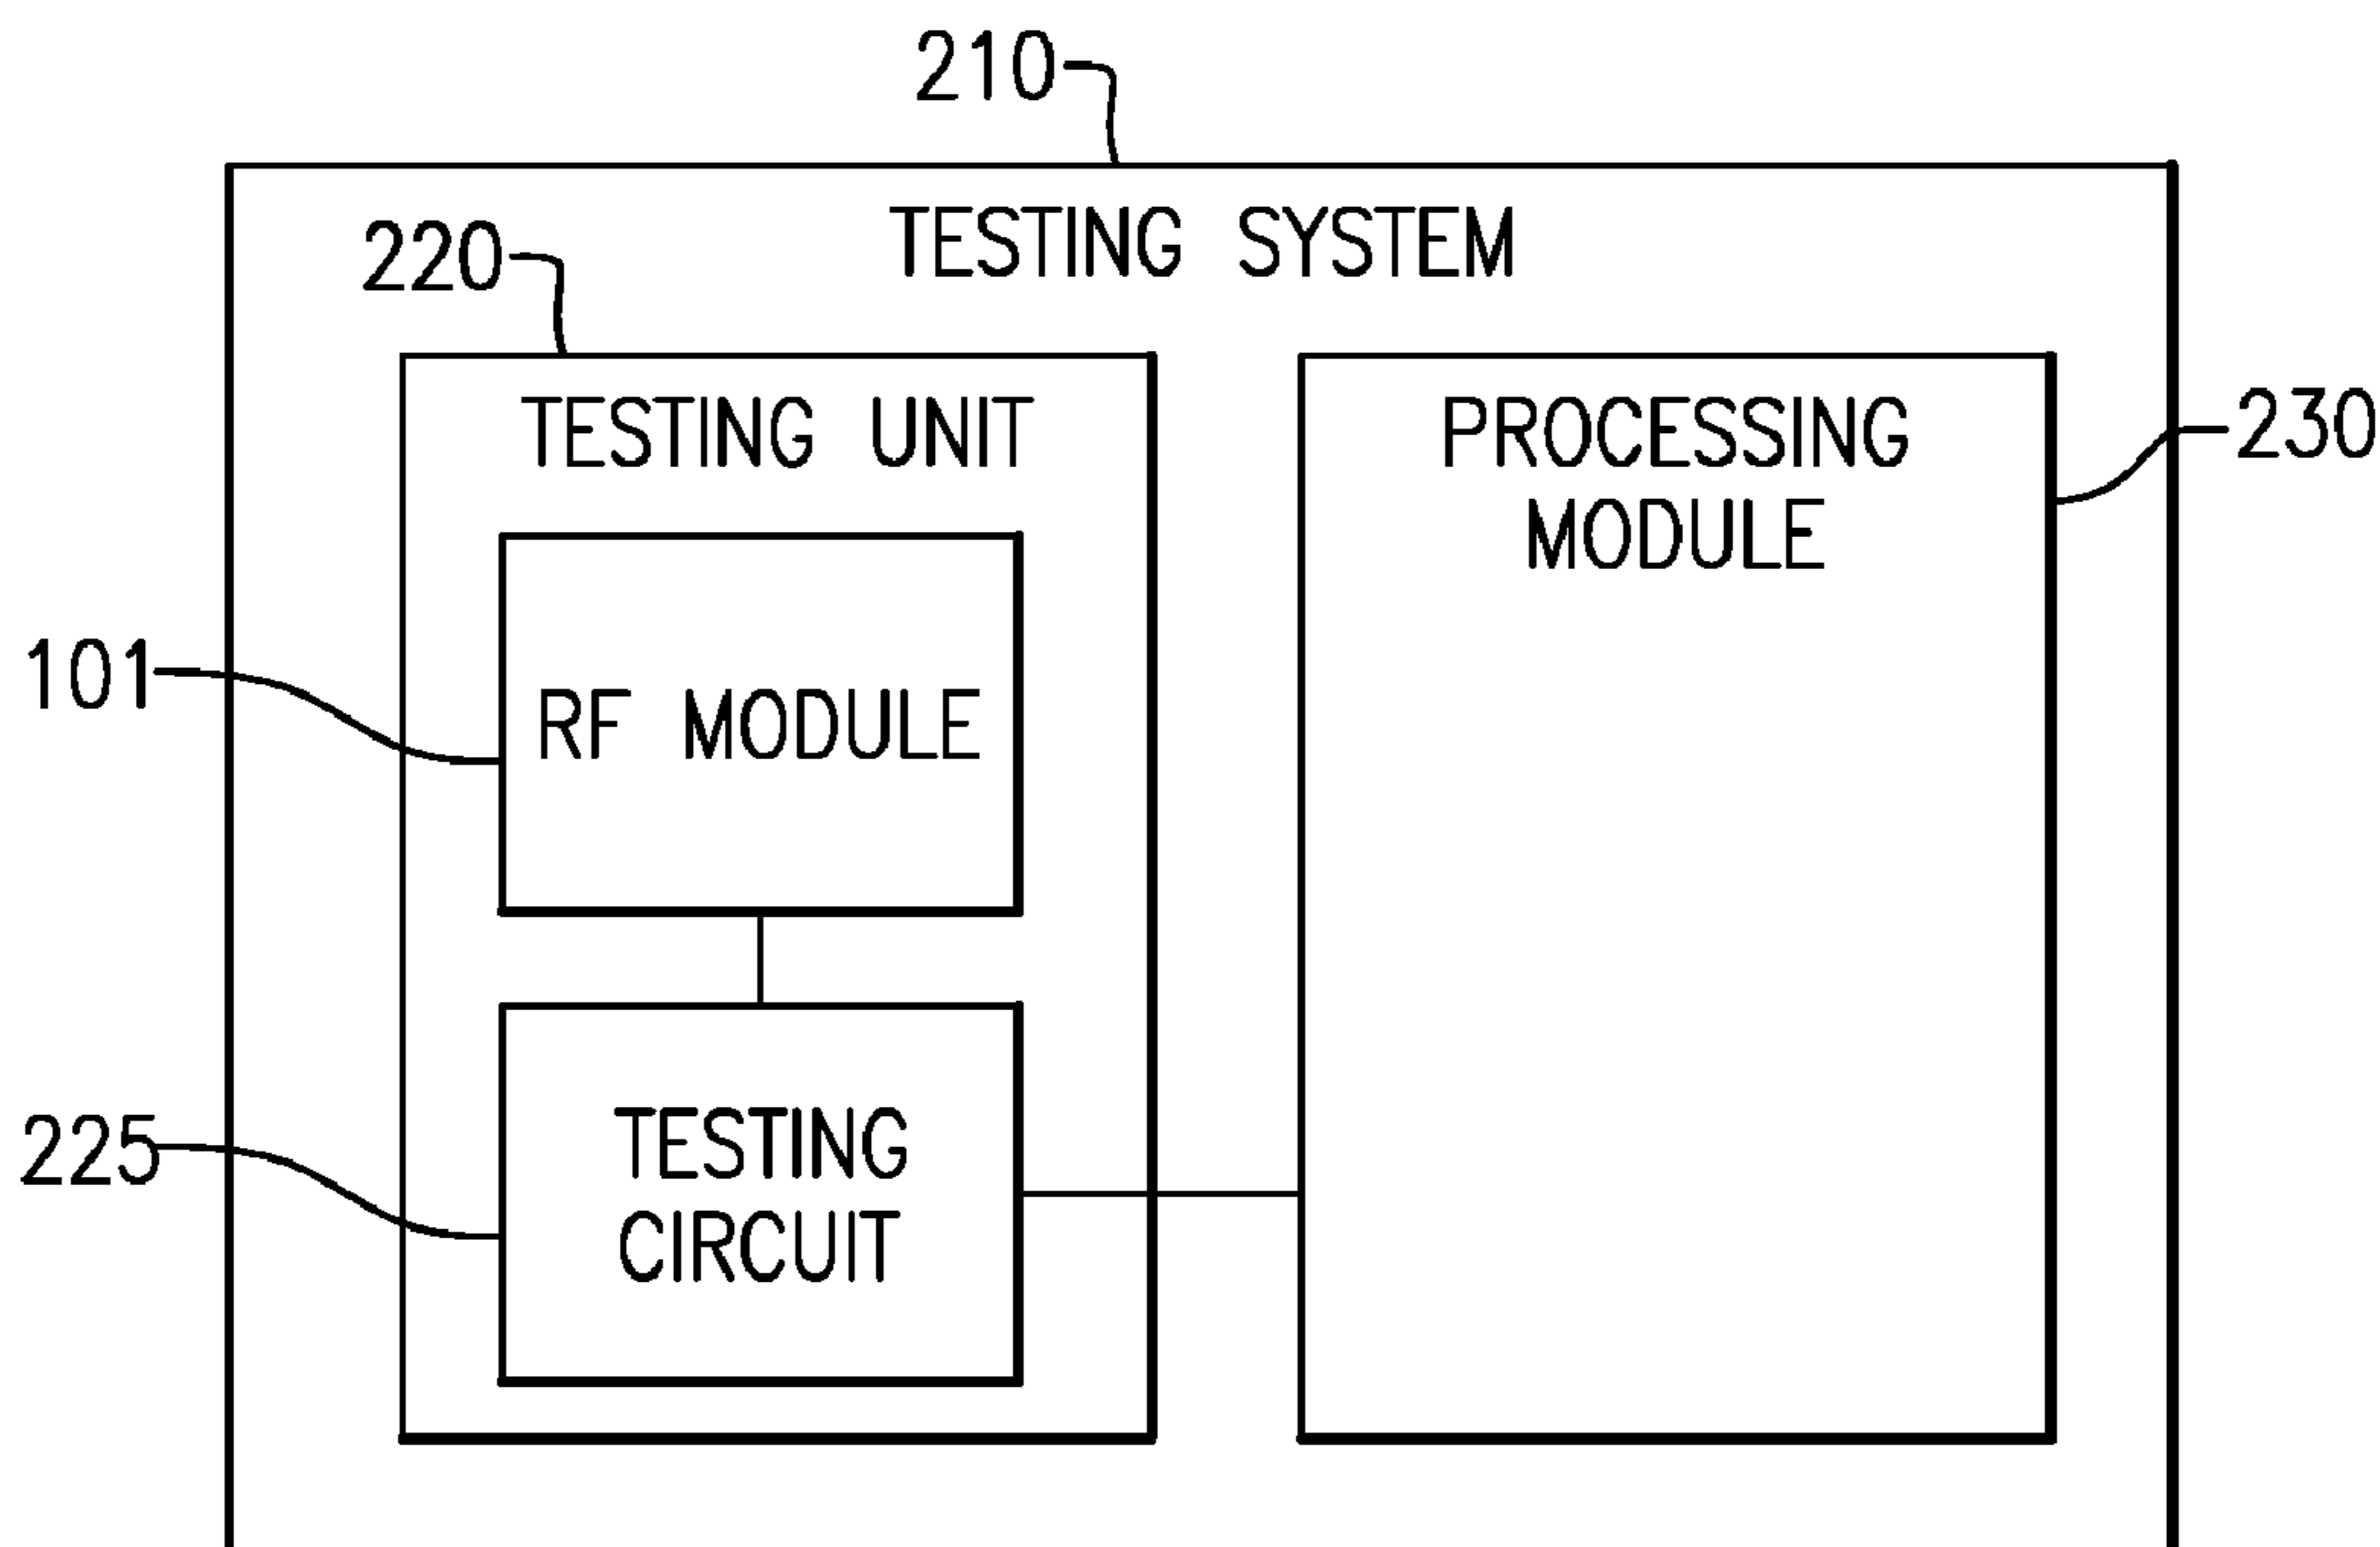 210
TESTING SYSTEM
220
TESTING UNIT
PROCESSING
MODULE
230
101
RF MODULE
225
TESTING
CIRCUIT